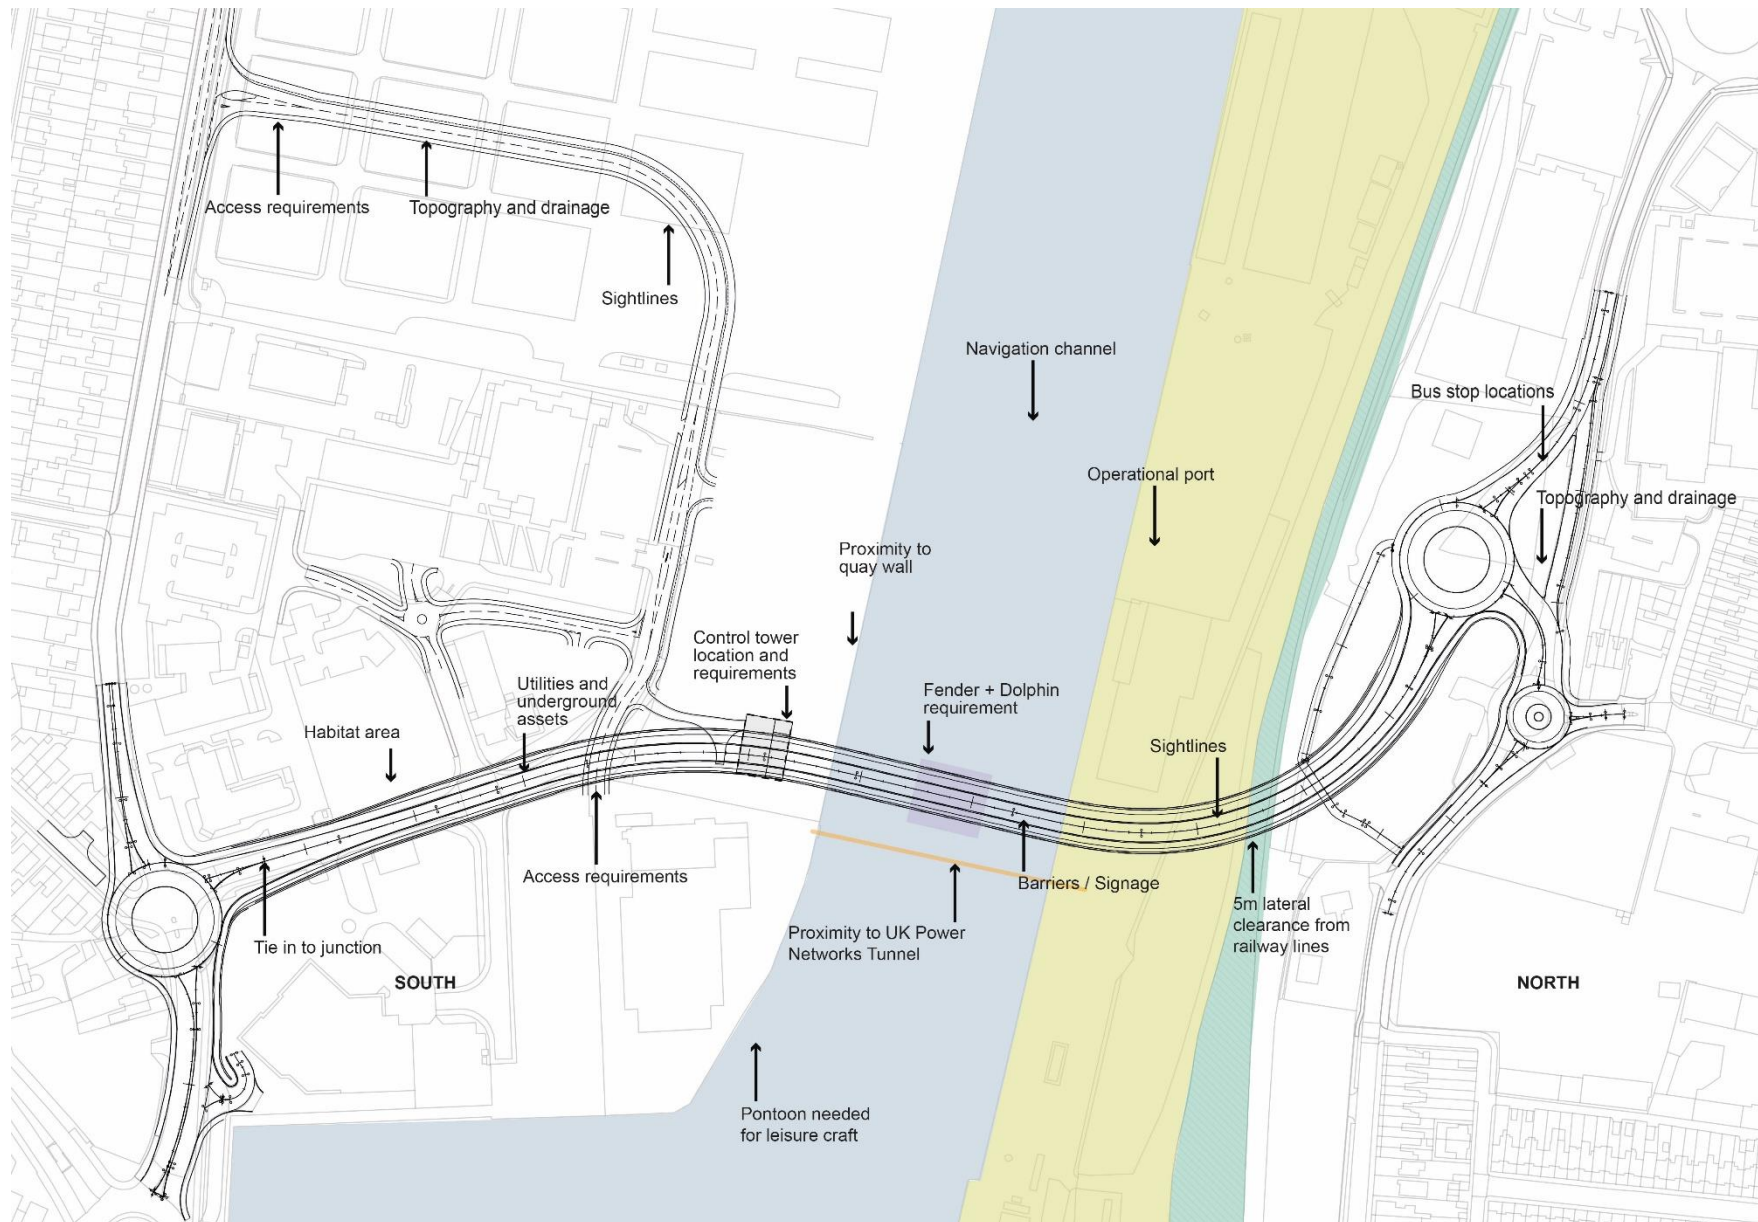 Access requirements
Topography and drainage
Sightlines
Navigation channel
Bus stop locations
Operational port
Topography and drainage
Proximity to
quay wall
Control tower
location and
requirements
Utilities and
underground
assets
Fender + Dolphin
requirement
Habitat area
Sightlines
Access requirements
Barriers / Signage
5m lateral
clearance from
railway lines
Proximity to UK Power
Networks Tunnel
Tie in to junction
SOUTH
NORTH
Pontoon needed
for leisure craft